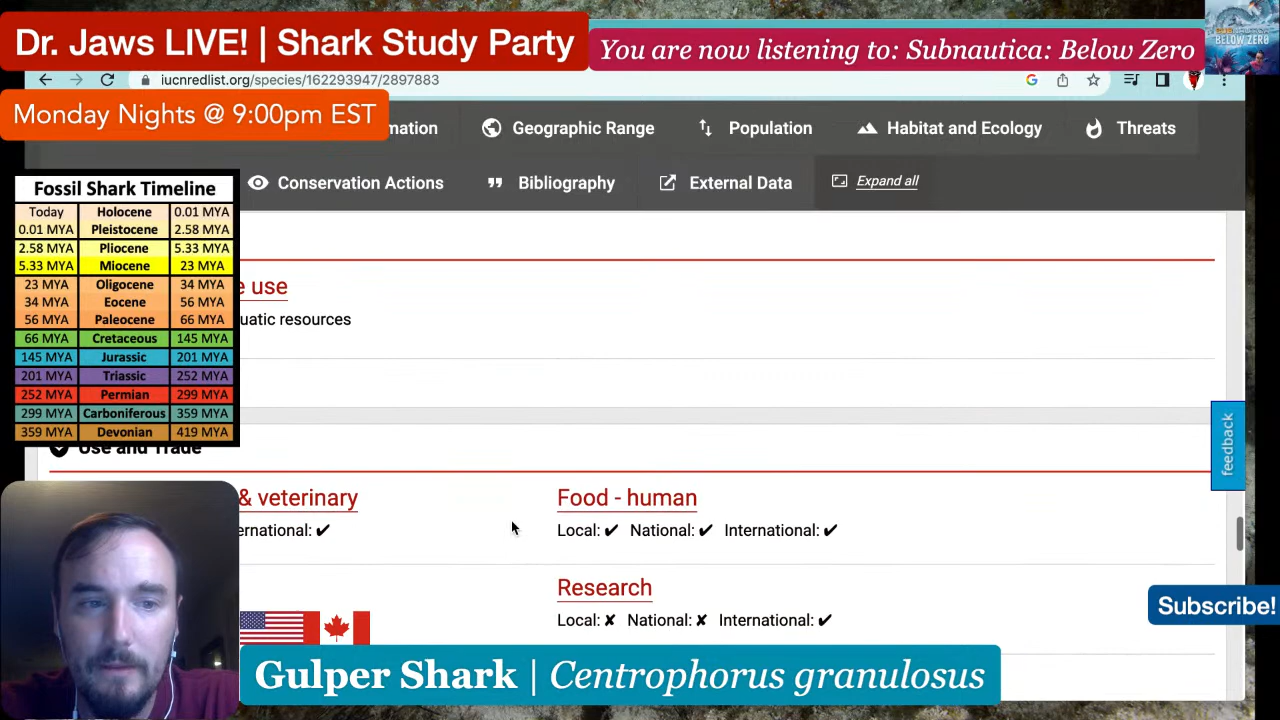 Dr. Jaws LIVE! | Shark Study Party
You are now listening to: Subnautica: Below Zero
BELOW ZERO
iucnredlist.org/species/162293947/2897883
Monday Nights @ 9:00pm EST
Geographic Range
Population
Habitat and Ecology
Threats
Conservation Actions
Bibliography
External Data
Expand all
Fossil Shark Timeline
Today Holocene 0.01 MYA
0.01 MYA Pleistocene 2.58 MYA
2.58 MYA Pliocene 5.33 MYA
5.33 MYA Miocene 23 MYA
23 MYA Oligocene 34 MYA
34 MYA Eocene 56 MYA
56 MYA Paleocene 66 MYA
66 MYA Cretaceous 145 MYA
145 MYA Jurassic 201 MYA
201 MYA Triassic 252 MYA
252 MYA Permian 299 MYA
299 MYA Carboniferous 359 MYA
359 MYA Devonian 419 MYA
use
resources
feedback
Use and Trade
& veterinary
Food - human
Local: ✔ National: ✔ International: ✔
Research
Local: ✘ National: ✘ International: ✔
Subscribe!
Gulper Shark | Centrophorus granulosus